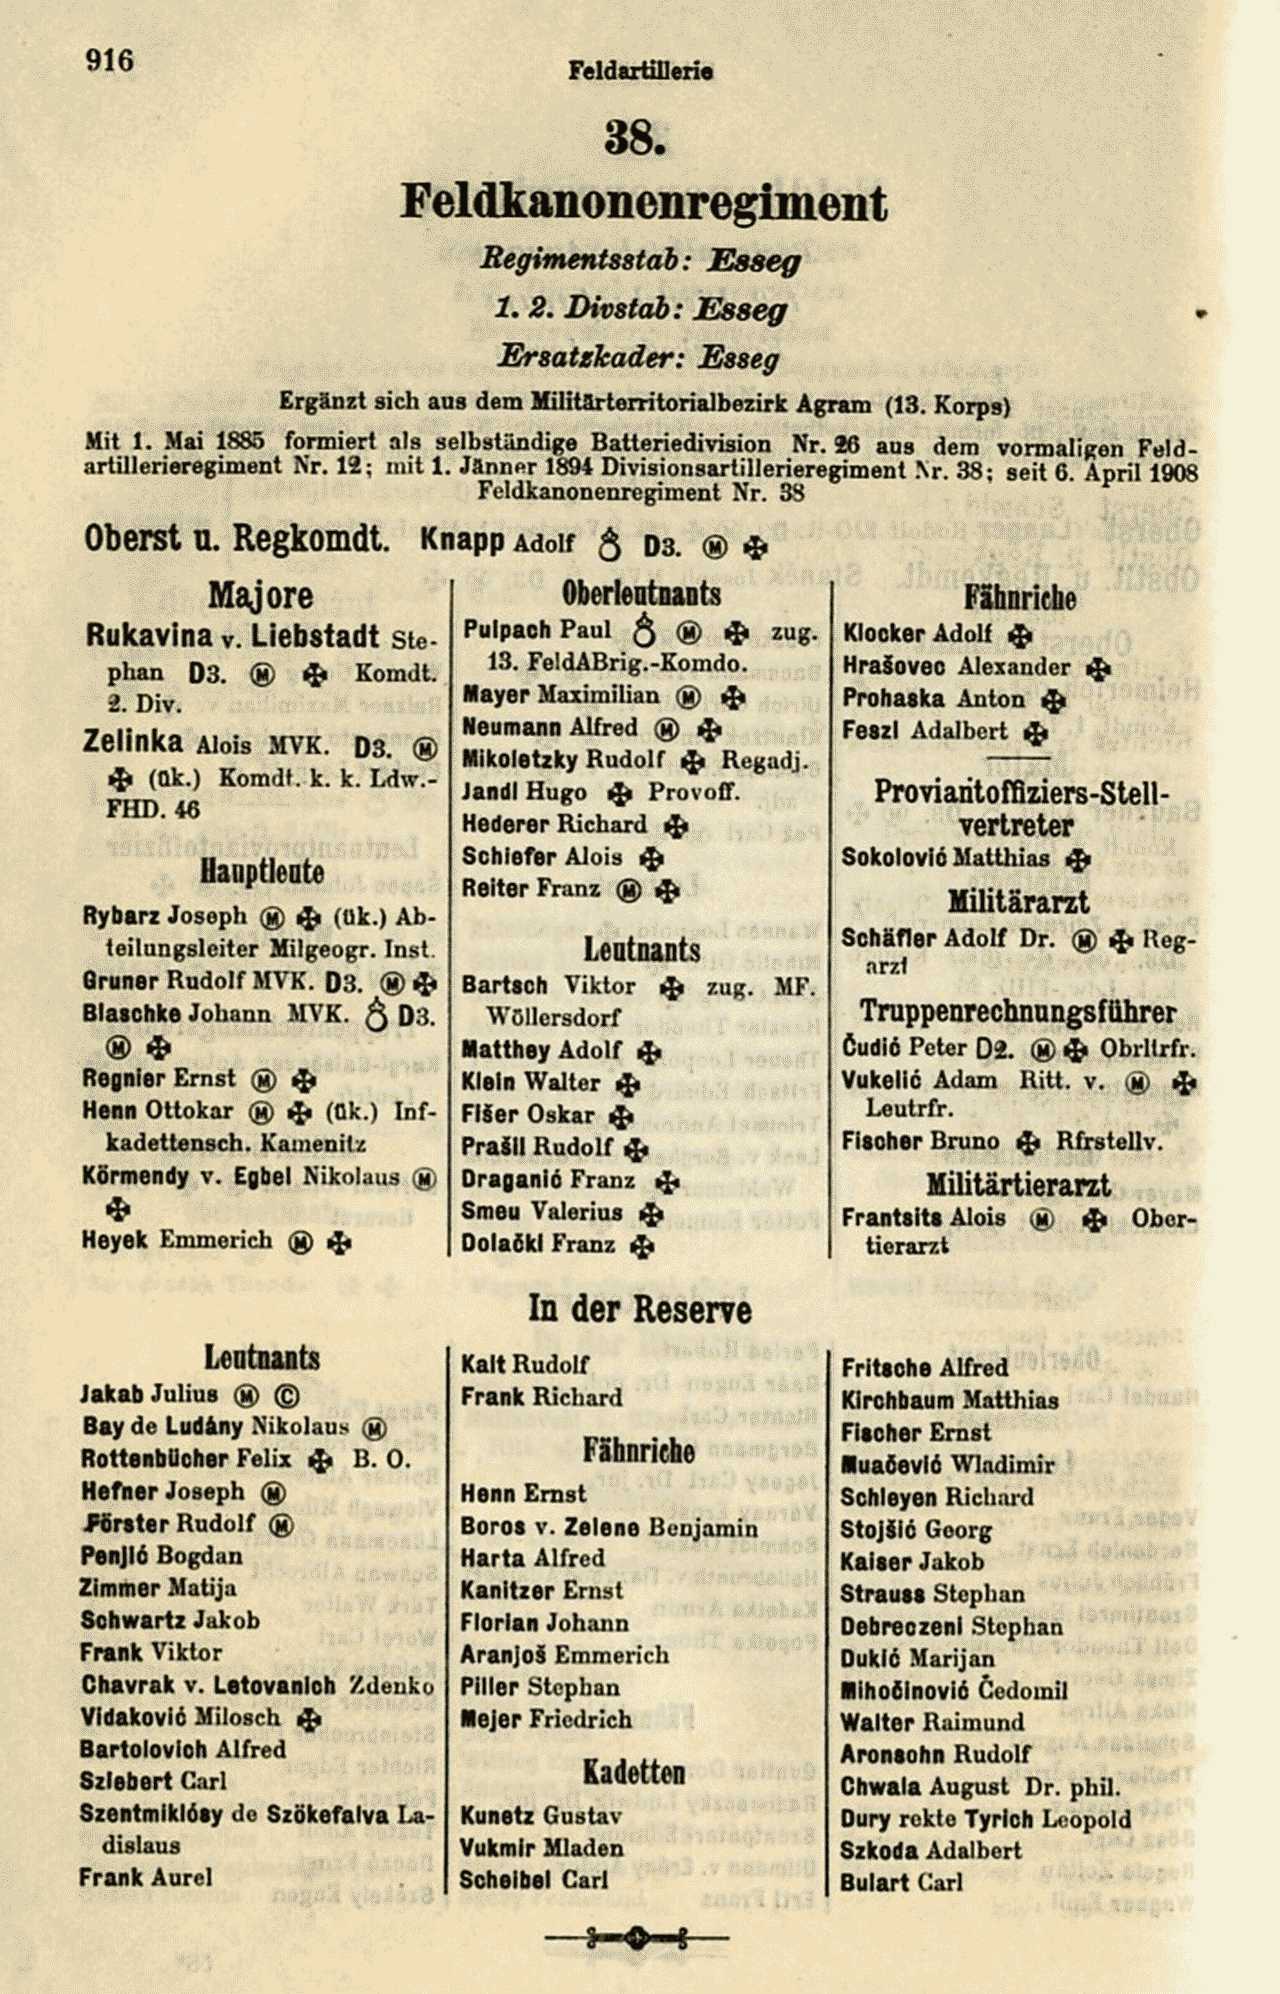 916
Feldartillerie
38.
Feldkanonenregiment
Regimentsstab: Esseg
1. 2. Divstab: Esseg
Ersatzkader: Esseg
Ergänzt sich aus dem Militärterritorialbezirk Agram (13. Korps)
Mit 1. Mai 1885 formiert als selbständige Batteriedivision Nr. 26 aus dem vormaligen Feld-
artillerieregiment Nr. 12; mit 1. Jänner 1894 Divisionsartillerieregiment Nr. 38; seit 6. April 1908
Feldkanonenregiment Nr. 38
Oberst u. Regkomdt. Knapp Adolf D3. Ⓜ ✠
Majore
Rukavina v. Liebstadt Ste-
phan D3. Ⓜ ✠ Komdt.
2. Div.
Zelinka Alois MVK. D3. Ⓜ
✠ (ük.) Komdt. k. k. Ldw.-
FHD. 46
Hauptleute
Rybarz Joseph Ⓜ ✠ (ük.) Ab-
teilungsleiter Milgeogr. Inst.
Gruner Rudolf MVK. D3. Ⓜ ✠
Blaschke Johann MVK. D3.
Ⓜ ✠
Regnier Ernst Ⓜ ✠
Henn Ottokar Ⓜ ✠ (ük.) Inf-
kadettensch. Kamenitz
Körmendy v. Egbel Nikolaus Ⓜ
✠
Heyek Emmerich Ⓜ ✠
Oberleutnants
Pulpach Paul Ⓜ ✠ zug.
13. FeldABrig.-Komdo.
Mayer Maximilian Ⓜ ✠
Neumann Alfred Ⓜ ✠
Mikoletzky Rudolf ✠ Regadj.
Jandl Hugo ✠ Provoff.
Hederer Richard ✠
Schiefer Alois ✠
Reiter Franz Ⓜ ✠
Leutnants
Bartsch Viktor ✠ zug. MF.
Wöllersdorf
Matthey Adolf ✠
Klein Walter ✠
Fišer Oskar ✠
Prašil Rudolf ✠
Draganić Franz ✠
Smeu Valerius ✠
Dolački Franz ✠
Fähnriche
Klocker Adolf ✠
Hrašovec Alexander ✠
Prohaska Anton ✠
Feszl Adalbert ✠
Proviantoffiziers-Stell-
vertreter
Sokolović Matthias ✠
Militärarzt
Schäfler Adolf Dr. Ⓜ ✠ Reg-
arzt
Truppenrechnungsführer
Čudić Peter D2. Ⓜ ✠ Obrltrfr.
Vukelić Adam Ritt. v. Ⓜ ✠
Leutrfr.
Fischer Bruno ✠ Rfrstellv.
Militärtierarzt
Frantsits Alois Ⓜ ✠ Ober-
tierarzt
In der Reserve
Leutnants
Jakab Julius Ⓜ Ⓒ
Bay de Ludány Nikolaus Ⓜ
Rottenbücher Felix ✠ B. O.
Hefner Joseph Ⓜ
Förster Rudolf Ⓜ
Penjić Bogdan
Zimmer Matija
Schwartz Jakob
Frank Viktor
Chavrak v. Letovanich Zdenko
Vidaković Milosch ✠
Bartolovich Alfred
Sziebert Carl
Szentmiklósy de Szökefalva La-
dislaus
Frank Aurel
Kalt Rudolf
Frank Richard
Fähnriche
Henn Ernst
Boros v. Zelene Benjamin
Harta Alfred
Kanitzer Ernst
Florian Johann
Aranjoš Emmerich
Piller Stephan
Mejer Friedrich
Kadetten
Kunetz Gustav
Vukmir Mladen
Scheibel Carl
Fritsche Alfred
Kirchbaum Matthias
Fischer Ernst
Muačević Wladimir
Schleyen Richard
Stojšić Georg
Kaiser Jakob
Strauss Stephan
Debreczeni Stephan
Dukić Marijan
Mihočinović Čedomil
Walter Raimund
Aronsohn Rudolf
Chwala August Dr. phil.
Dury rekte Tyrich Leopold
Szkoda Adalbert
Bulart Carl